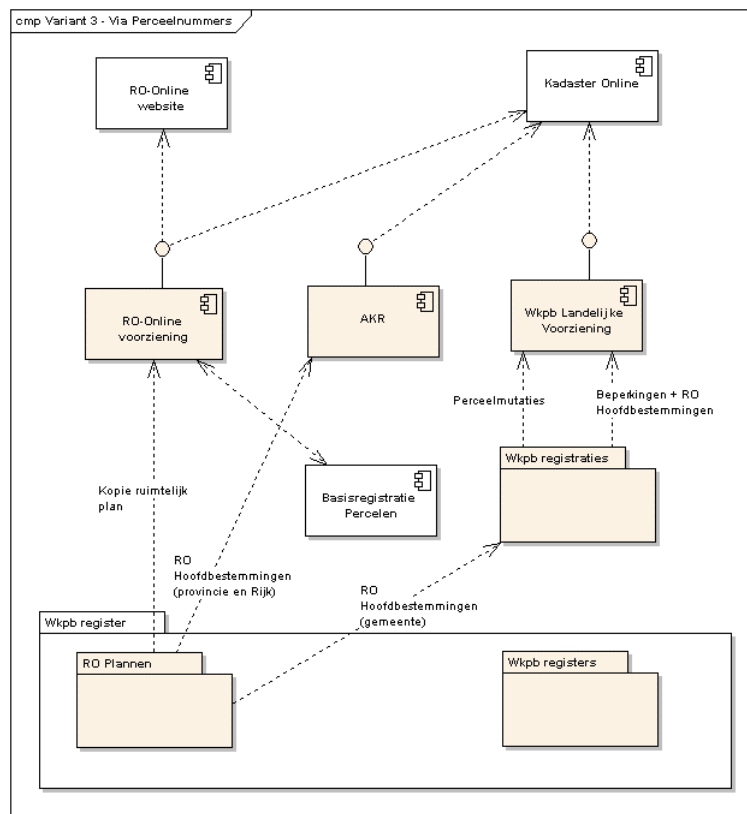 cmp Variant 3 - Via Perceelnummers
RO-Online
website
Kadaster Online
RO-Online
voorziening
AKR
Wkpb Landelijke
Voorziening
Perceelmutaties
Beperkingen + RO
Hoofdbestemmingen
Wkpb registraties
Basisregistratie
Percelen
Kopie ruimtelijk
plan
RO
Hoofdbestemmingen
(provincie en Rijk)
RO
Hoofdbestemmingen
(gemeente)
Wkpb register
RO Plannen
Wkpb registers